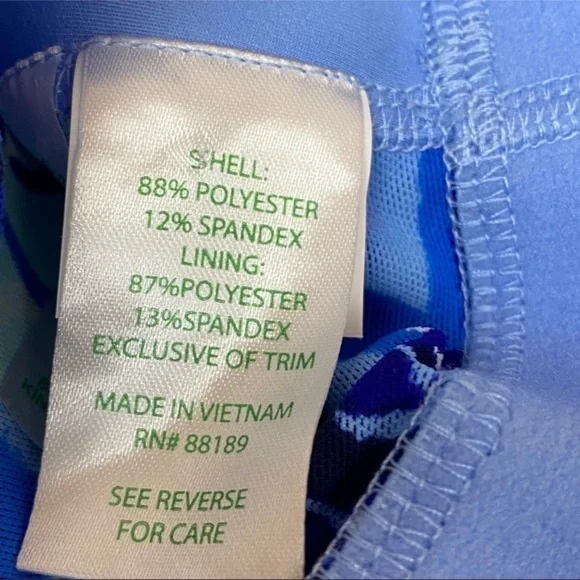 SHELL:
88% POLYESTER
12% SPANDEX
LINING:
87%POLYESTER
13%SPANDEX
EXCLUSIVE OF TRIM
MADE IN VIETNAM
RN# 88189
SEE REVERSE
FOR CARE